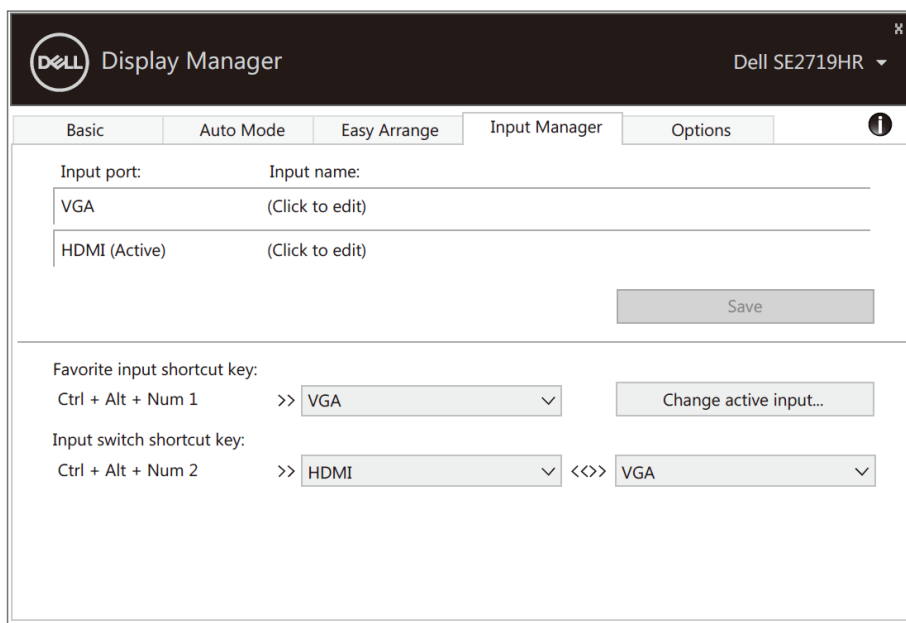 X
DELL Display Manager Dell SE2719HR
Basic Auto Mode Easy Arrange Input Manager Options i
Input port: Input name:
VGA (Click to edit)
HDMI (Active) (Click to edit)
Save
Favorite input shortcut key:
Ctrl + Alt + Num 1 >> VGA Change active input...
Input switch shortcut key:
Ctrl + Alt + Num 2 >> HDMI <<>> VGA